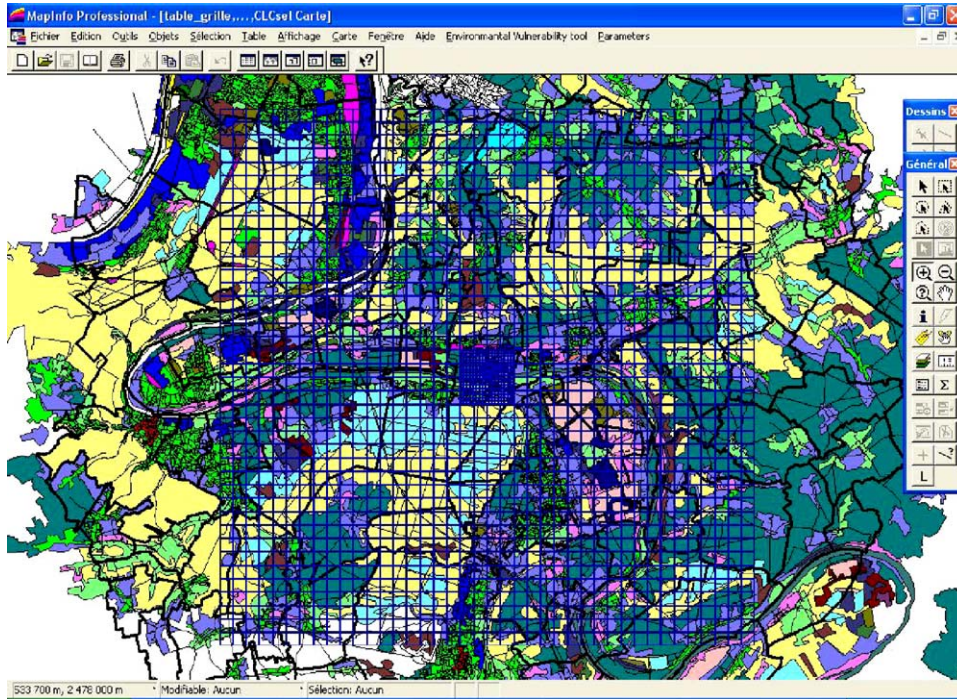 MapInfo Professional - [table_grille,...,CLCsel Carte]
Fichier Edition Outils Objets Sélection Table Affichage Carte Fenêtre Aide Environmantal Vulnerability tool Parameters
Dessins
Général
L
533 700 m, 2 478 000 m Modifiable: Aucun Sélection: Aucun